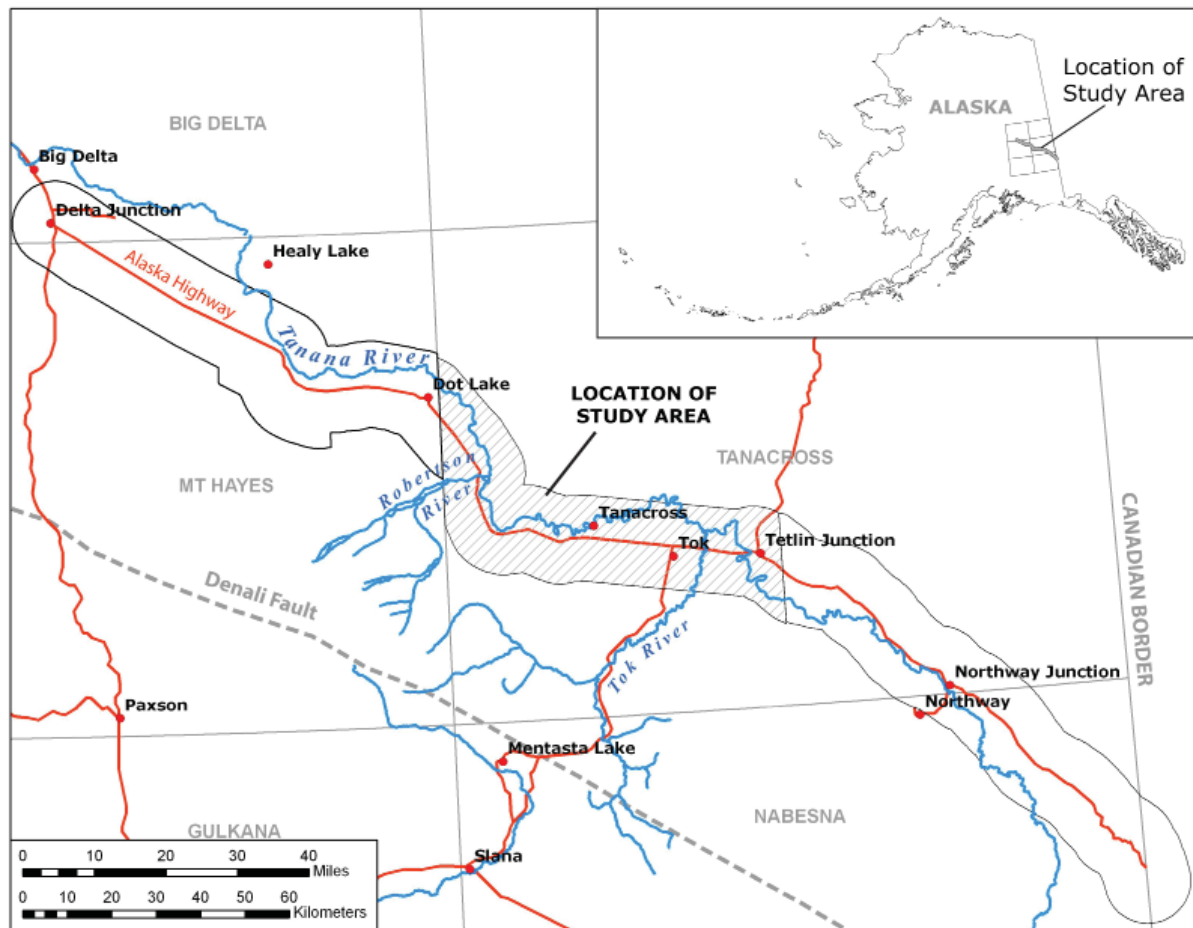 Location of
Study Area
ALASKA
BIG DELTA
Big Delta
Delta Junction
Healy Lake
Alaska Highway
Tanana River
Dot Lake
LOCATION OF
STUDY AREA
TANACROSS
Robertson
River
MT HAYES
Tanacross
Tok
Tetlin Junction
CANADIAN BORDER
Denali Fault
Tok River
Northway Junction
Northway
Paxson
Mentasta Lake
NABESNA
GULKANA
Slana
0 10 20 30 40
Miles
0 10 20 30 40 50 60
Kilometers